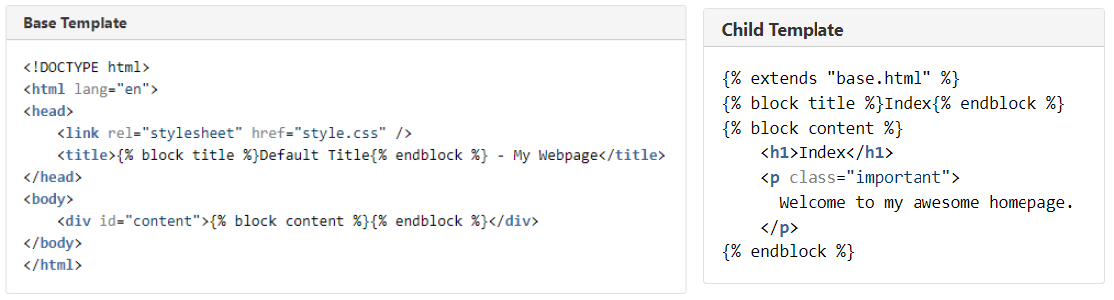 Base Template
<!DOCTYPE html>
<html lang="en">
<head>
    <link rel="stylesheet" href="style.css" />
    <title>{% block title %}Default Title{% endblock %} - My Webpage</title>
</head>
<body>
    <div id="content">{% block content %}{% endblock %}</div>
</body>
</html>
Child Template
{% extends "base.html" %}
{% block title %}Index{% endblock %}
{% block content %}
    <h1>Index</h1>
    <p class="important">
      Welcome to my awesome homepage.
    </p>
{% endblock %}